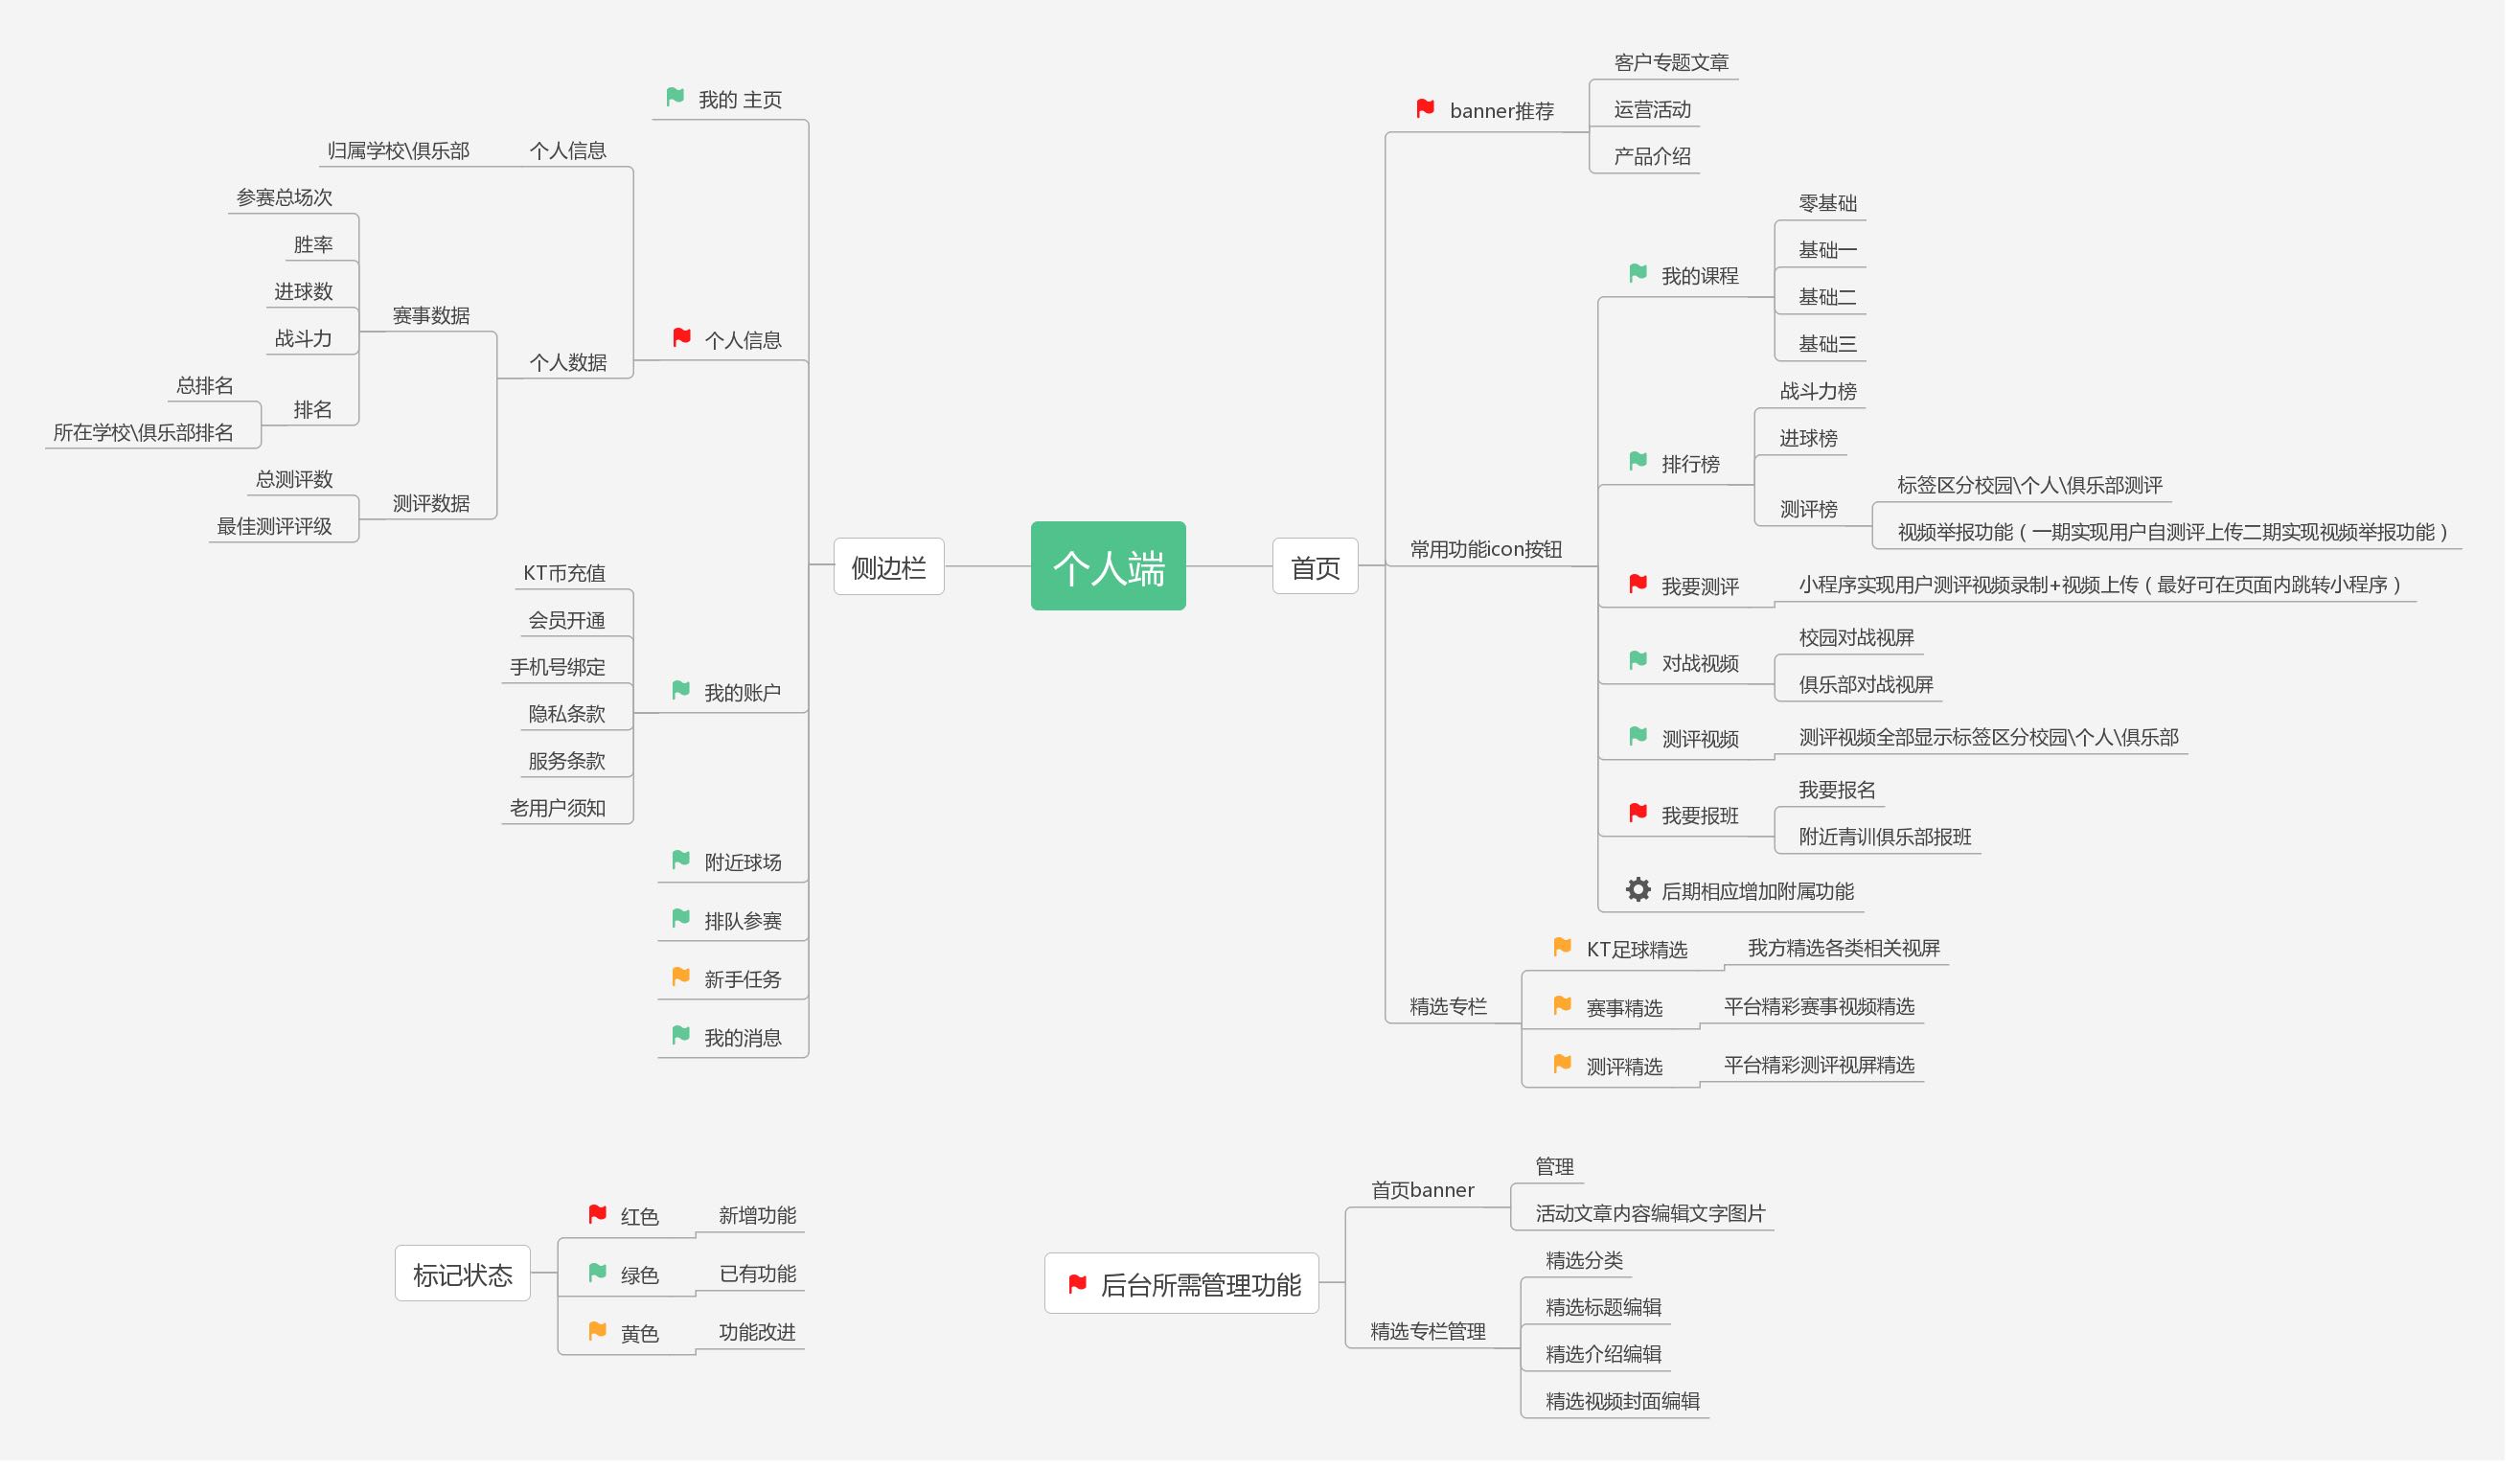 个人端
侧边栏
我的 主页
个人信息
个人信息
归属学校\俱乐部
个人数据
赛事数据
参赛总场次
胜率
进球数
战斗力
排名
总排名
所在学校\俱乐部排名
测评数据
总测评数
最佳测评评级
我的账户
KT币充值
会员开通
手机号绑定
隐私条款
服务条款
老用户须知
附近球场
排队参赛
新手任务
我的消息
首页
banner推荐
客户专题文章
运营活动
产品介绍
常用功能icon按钮
我的课程
零基础
基础一
基础二
基础三
排行榜
战斗力榜
进球榜
测评榜
标签区分校园\个人\俱乐部测评
视频举报功能（一期实现用户自测评上传二期实现视频举报功能）
我要测评
小程序实现用户测评视频录制+视频上传（最好可在页面内跳转小程序）
对战视频
校园对战视屏
俱乐部对战视屏
测评视频
测评视频全部显示标签区分校园\个人\俱乐部
我要报班
我要报名
附近青训俱乐部报班
后期相应增加附属功能
精选专栏
KT足球精选
我方精选各类相关视屏
赛事精选
平台精彩赛事视频精选
测评精选
平台精彩测评视屏精选
标记状态
红色
新增功能
绿色
已有功能
黄色
功能改进
后台所需管理功能
首页banner
管理
活动文章内容编辑文字图片
精选专栏管理
精选分类
精选标题编辑
精选介绍编辑
精选视频封面编辑